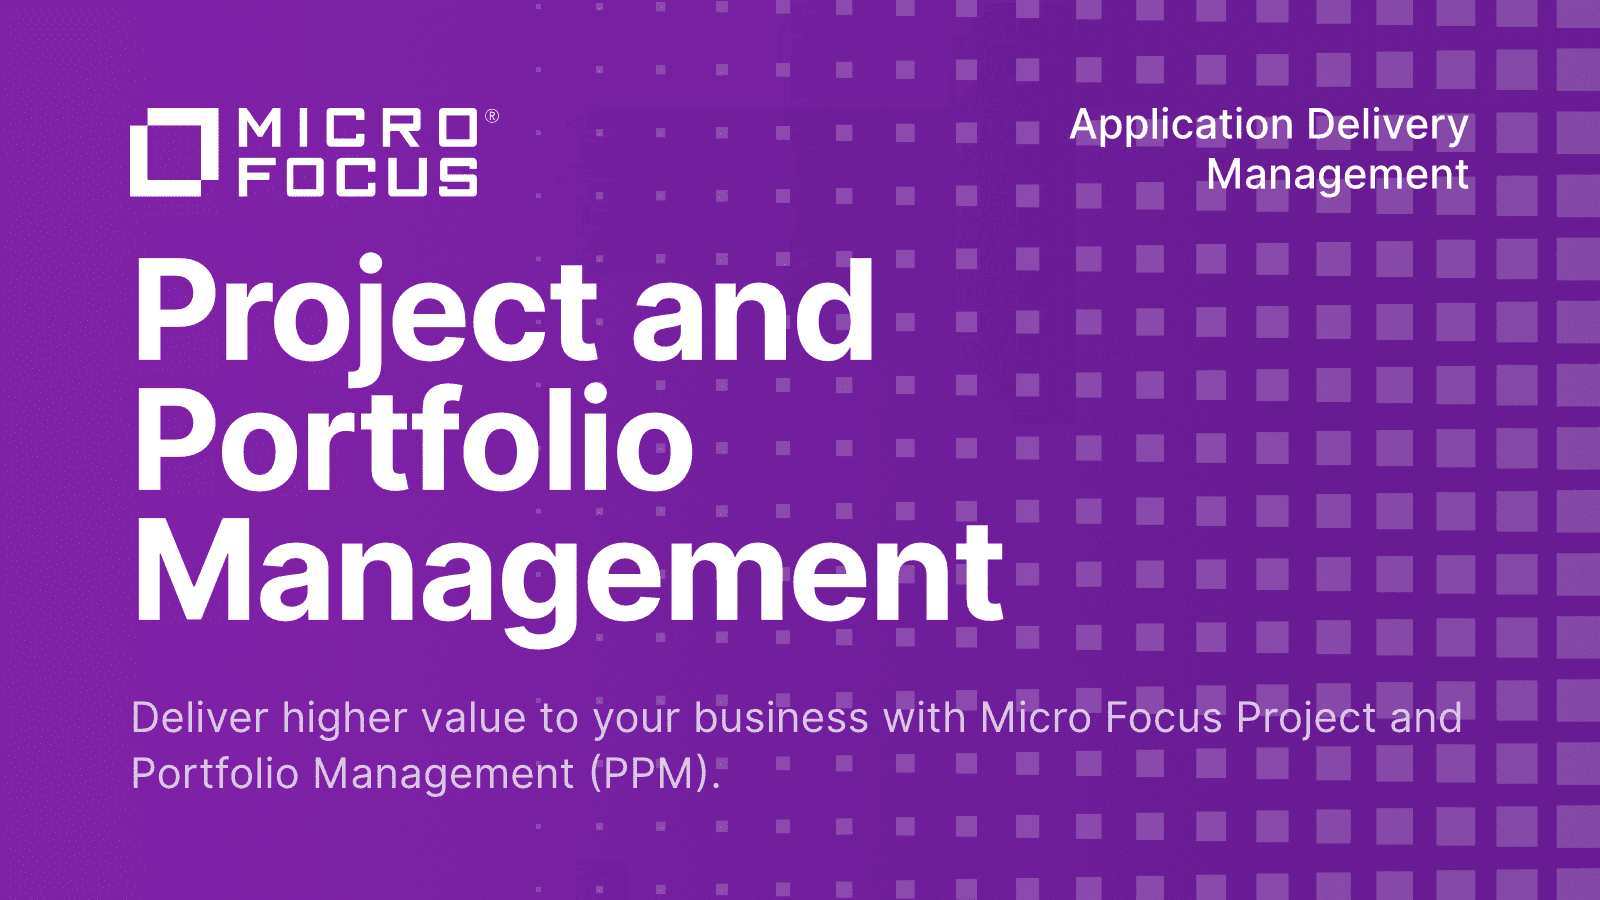 MICRO
FOCUS®
Application Delivery
Management
Project and
Portfolio
Management
Deliver higher value to your business with Micro Focus Project and
Portfolio Management (PPM).